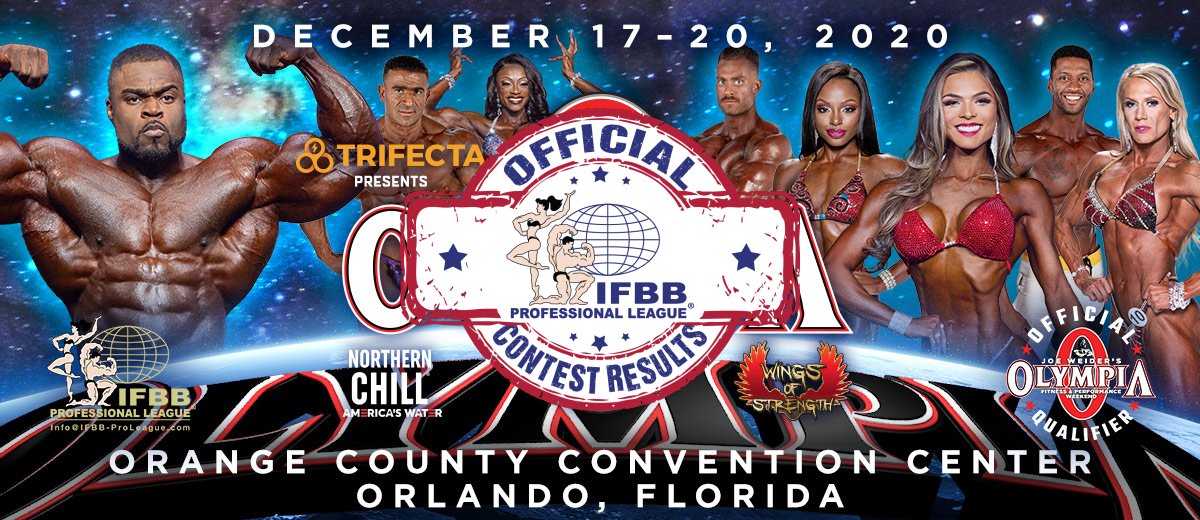 DECEMBER 17-20, 2020
TRIFECTA
PRESENTS
OFFICIAL
IFBB
PROFESSIONAL LEAGUE®
CONTEST RESULTS
IFBB
PROFESSIONAL LEAGUE®
Info@IFBB-ProLeague.com
NORTHERN
CHILL
AMERICA'S WATER
WINGS
OF
STRENGTH
OFFICIAL
JOE WEIDER'S
OLYMPIA
FITNESS & PERFORMANCE
WEEKEND
QUALIFIER
10
OLYMPIA
ORANGE COUNTY CONVENTION CENTER
ORLANDO, FLORIDA